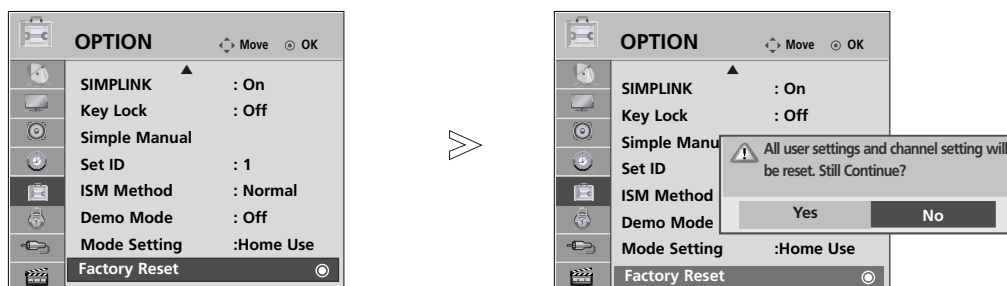 OPTION Move OK
SIMPLINK : On
Key Lock : Off
Simple Manual
Set ID : 1
ISM Method : Normal
Demo Mode : Off
Mode Setting :Home Use
Factory Reset
OPTION Move OK
SIMPLINK : On
Key Lock : Off
Simple Manu
Set ID
ISM Method
Demo Mode
Mode Setting :Home Use
Factory Reset
All user settings and channel setting will
be reset. Still Continue?
Yes No